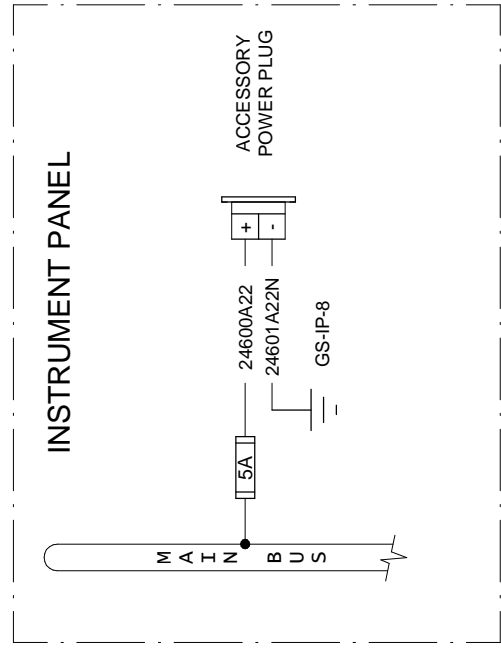 INSTRUMENT PANEL
MAIN BUS
5A
24600A22
24601A22N
GS-IP-8
+
-
ACCESSORY
POWER PLUG